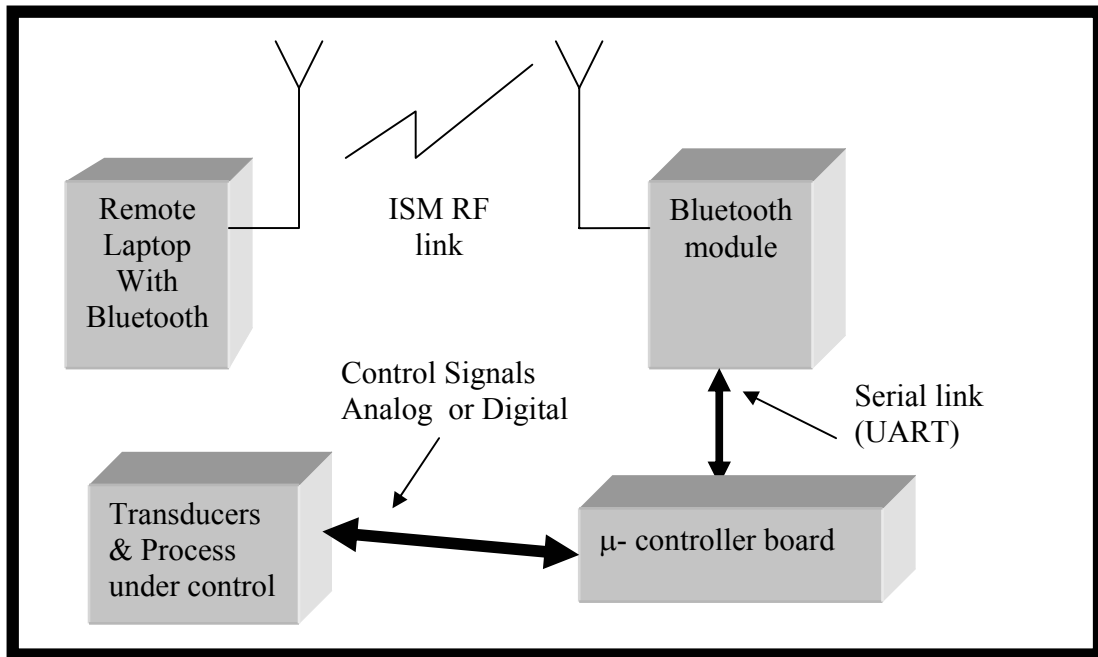 Remote
Laptop
With
Bluetooth
ISM RF
link
Bluetooth
module
Control Signals
Analog or Digital
Serial link
(UART)
Transducers
& Process
under control
μ- controller board